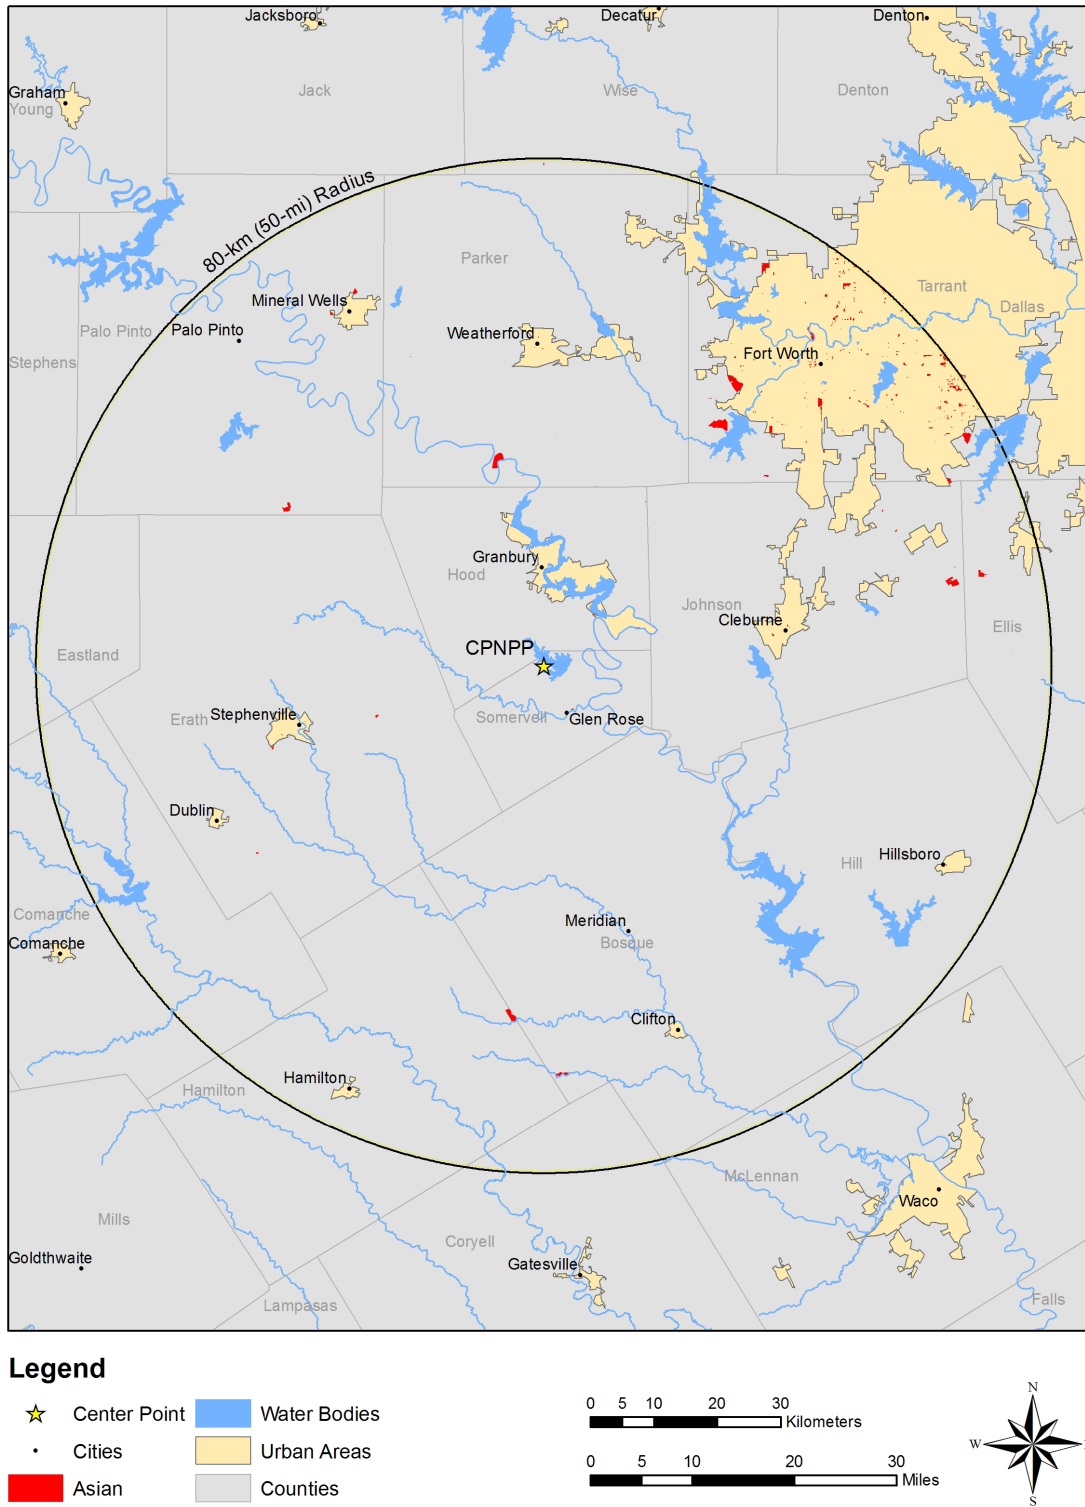 Jacksboro
Decatur
Denton
Graham
Young
Jack
Wise
Denton
80-km (50-mi) Radius
Parker
Tarrant
Mineral Wells
Dallas
Palo Pinto
Palo Pinto
Weatherford
Stephens
Fort Worth
Granbury
Hood
Johnson
Cleburne
Ellis
CPNPP
Eastland
Erath
Stephenville
Somervell
Glen Rose
Dublin
Hillsboro
Hill
Comanche
Meridian
Comanche
Bosque
Clifton
Hamilton
Hamilton
McLennan
Waco
Mills
Coryell
Goldthwaite
Gatesville
Lampasas
Falls
Legend
Center Point
Water Bodies
Cities
Urban Areas
Asian
Counties
0 5 10 20 30
Kilometers
0 5 10 20 30
Miles
N
W
S